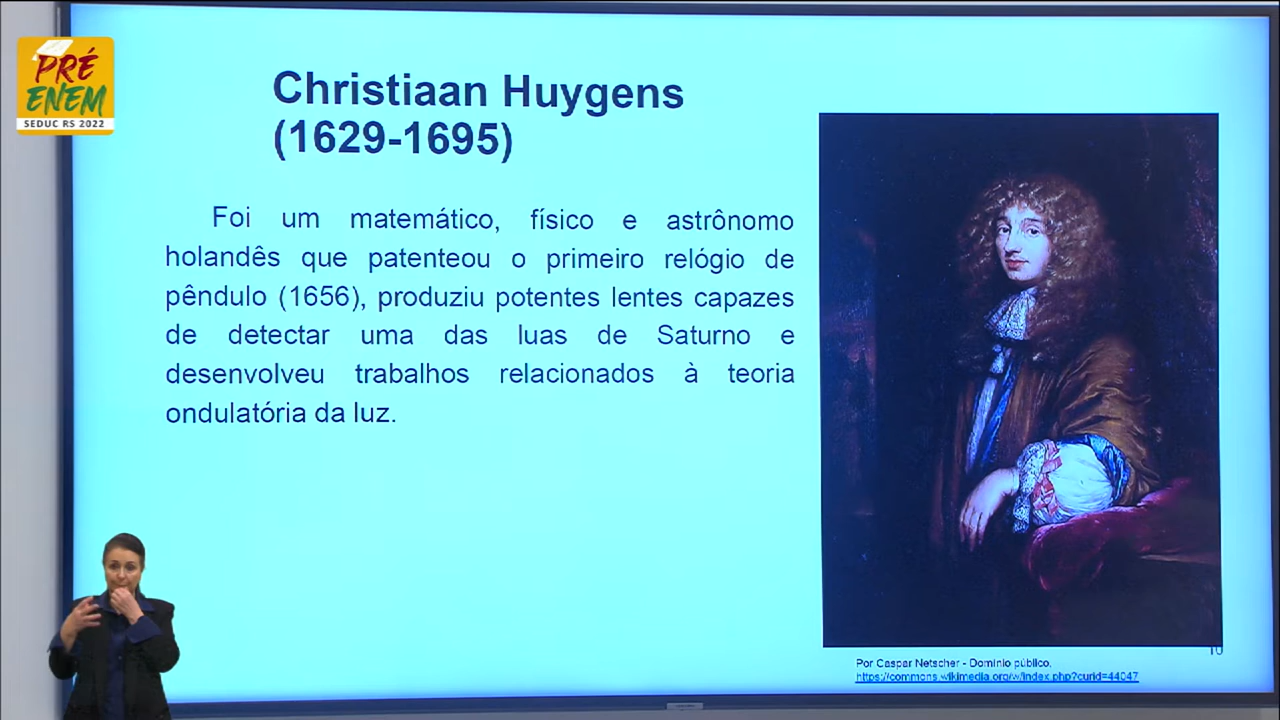 PRÉ
ENEM
SEDUC RS 2022
Christiaan Huygens
(1629-1695)
Foi um matemático, físico e astrônomo
holandês que patenteou o primeiro relógio de
pêndulo (1656), produziu potentes lentes capazes
de detectar uma das luas de Saturno e
desenvolveu trabalhos relacionados à teoria
ondulatória da luz.
10
Por Caspar Netscher - Domínio público,
https://commons.wikimedia.org/w/index.php?curid=44047